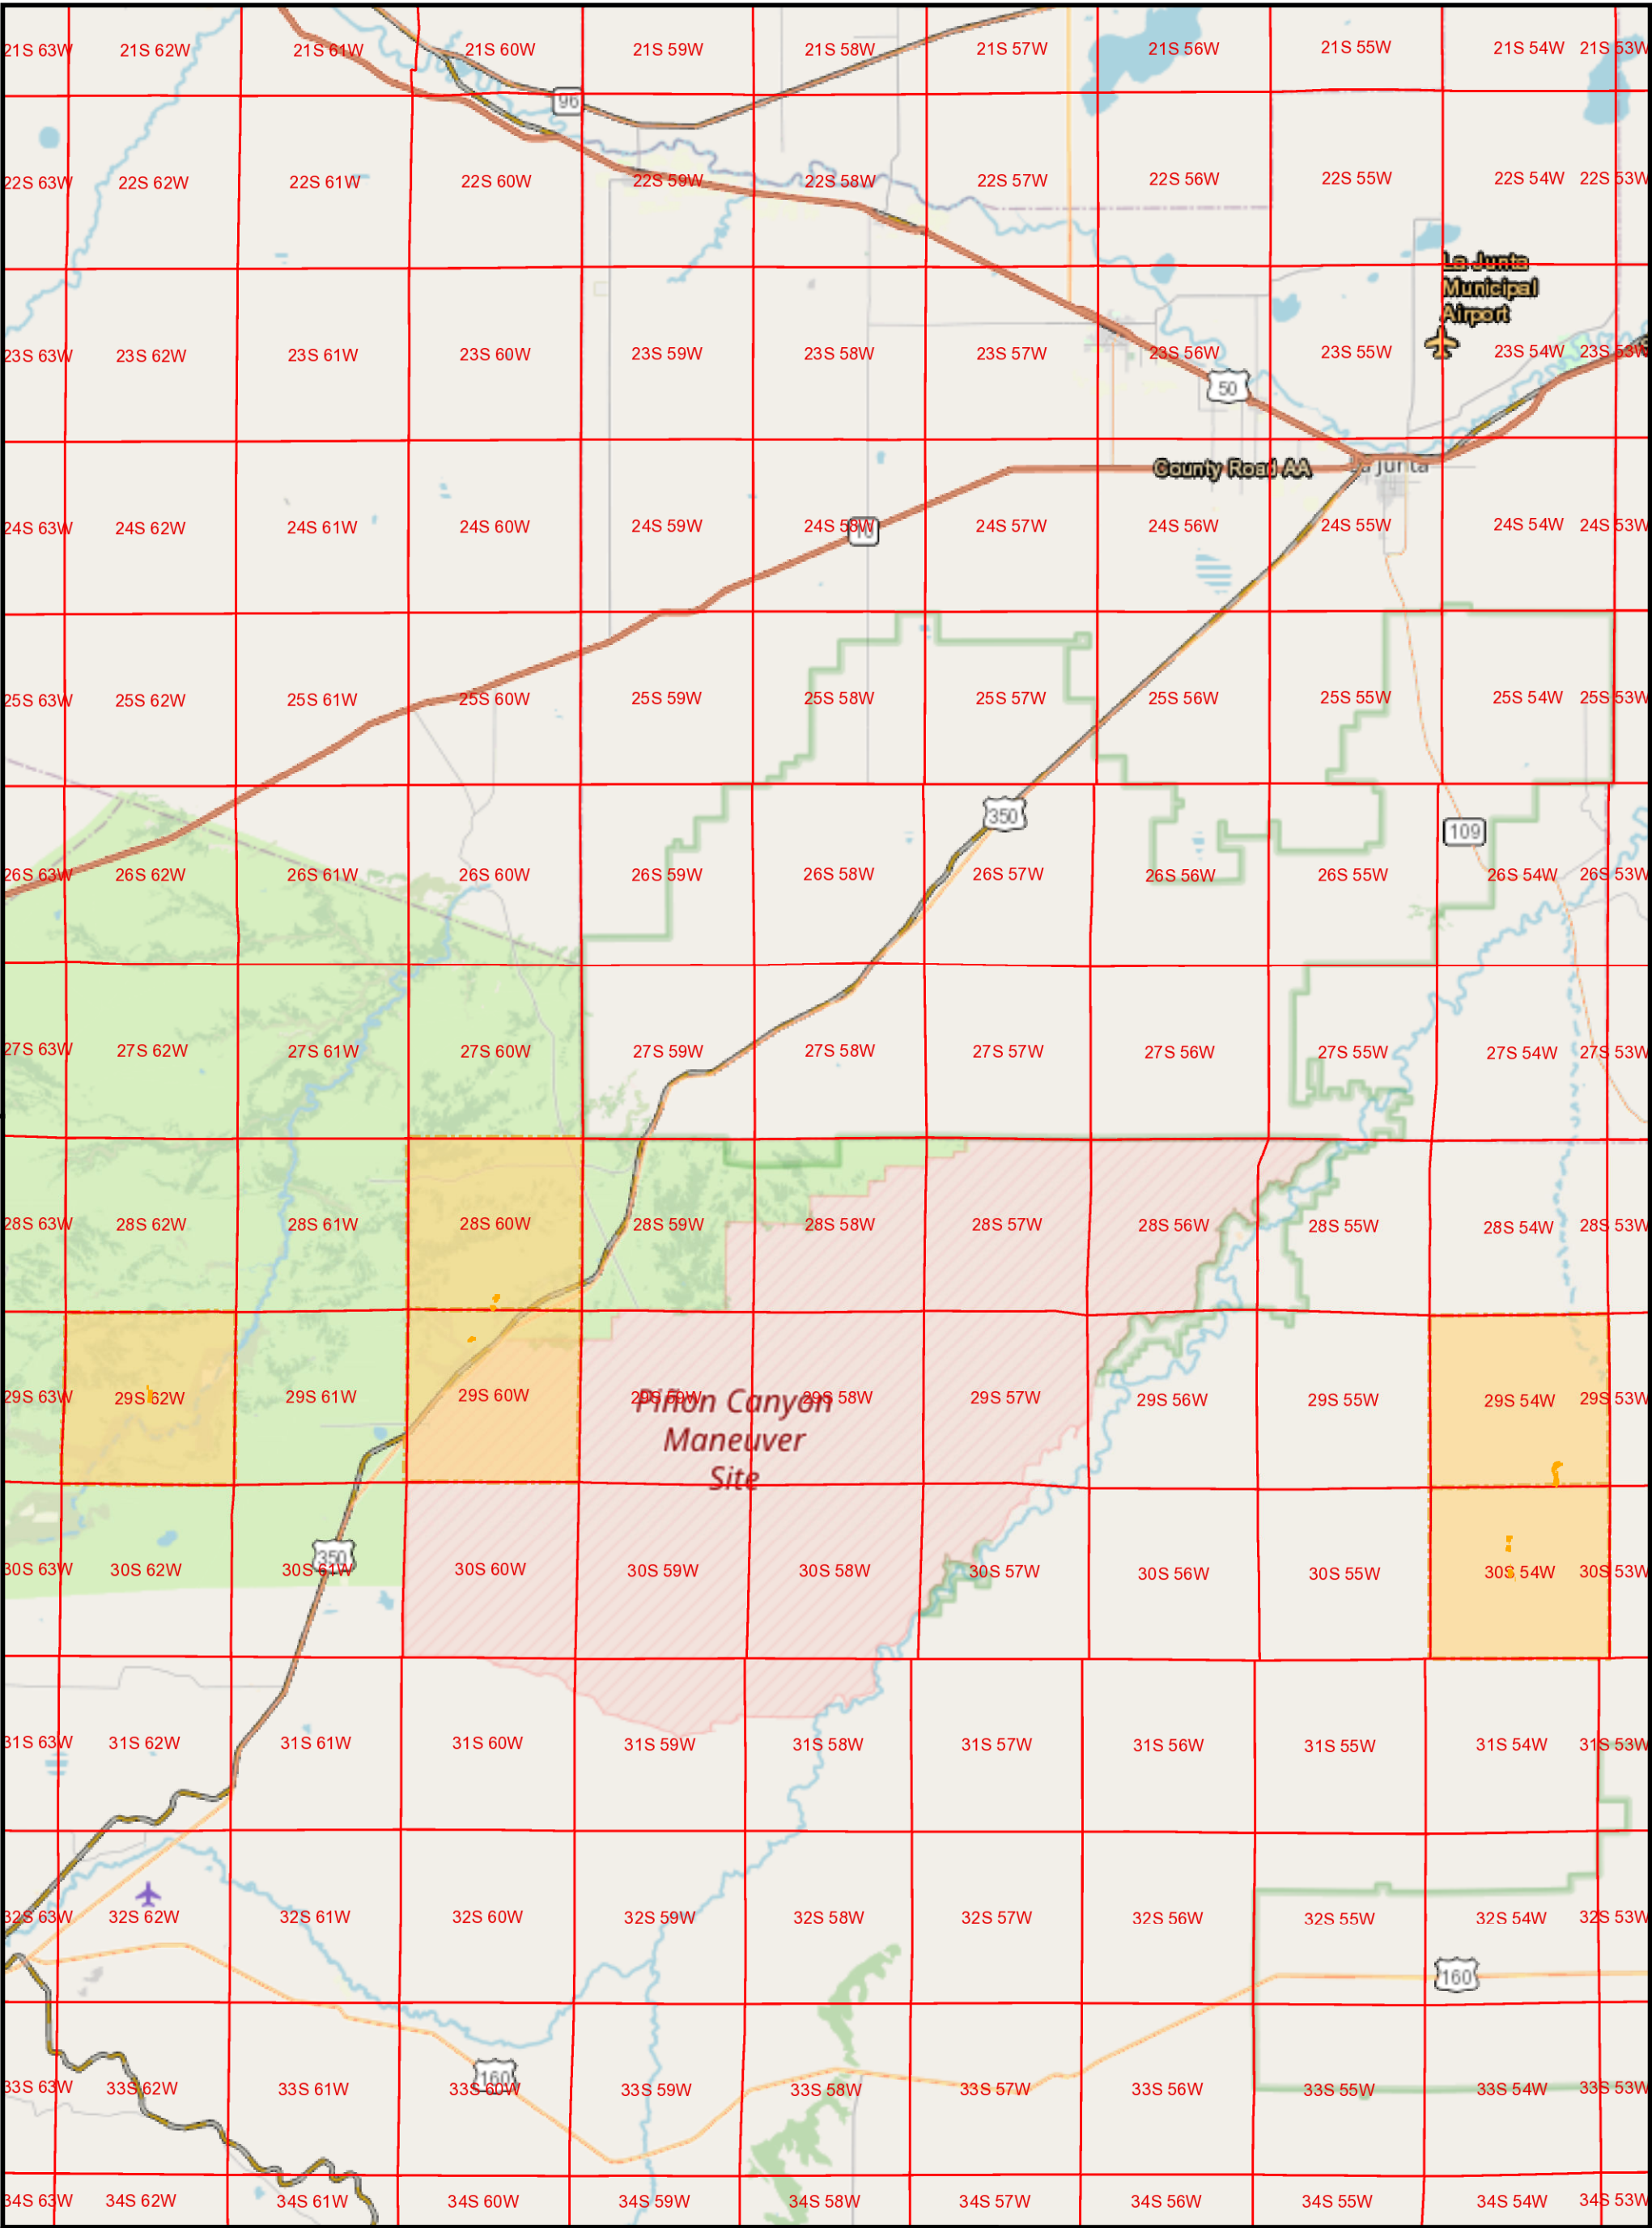 21S 63W 21S 62W 21S 61W 21S 60W 21S 59W 21S 58W 21S 57W 21S 56W 21S 55W 21S 54W 21S 53W
96
22S 63W 22S 62W 22S 61W 22S 60W 22S 59W 22S 58W 22S 57W 22S 56W 22S 55W 22S 54W 22S 53W
La Junta
Municipal
Airport
23S 63W 23S 62W 23S 61W 23S 60W 23S 59W 23S 58W 23S 57W 23S 56W 23S 55W 23S 54W 23S 53W
50
County Road AA
La Junta
24S 63W 24S 62W 24S 61W 24S 60W 24S 59W 24S 58W 24S 57W 24S 56W 24S 55W 24S 54W 24S 53W
10
25S 63W 25S 62W 25S 61W 25S 60W 25S 59W 25S 58W 25S 57W 25S 56W 25S 55W 25S 54W 25S 53W
350
109
26S 63W 26S 62W 26S 61W 26S 60W 26S 59W 26S 58W 26S 57W 26S 56W 26S 55W 26S 54W 26S 53W
27S 63W 27S 62W 27S 61W 27S 60W 27S 59W 27S 58W 27S 57W 27S 56W 27S 55W 27S 54W 27S 53W
28S 63W 28S 62W 28S 61W 28S 60W 28S 59W 28S 58W 28S 57W 28S 56W 28S 55W 28S 54W 28S 53W
29S 63W 29S 62W 29S 61W 29S 60W 29S 59W 29S 58W 29S 57W 29S 56W 29S 55W 29S 54W 29S 53W
Piñon Canyon
Maneuver
Site
350
30S 63W 30S 62W 30S 61W 30S 60W 30S 59W 30S 58W 30S 57W 30S 56W 30S 55W 30S 54W 30S 53W
31S 63W 31S 62W 31S 61W 31S 60W 31S 59W 31S 58W 31S 57W 31S 56W 31S 55W 31S 54W 31S 53W
32S 63W 32S 62W 32S 61W 32S 60W 32S 59W 32S 58W 32S 57W 32S 56W 32S 55W 32S 54W 32S 53W
160
160
33S 63W 33S 62W 33S 61W 33S 60W 33S 59W 33S 58W 33S 57W 33S 56W 33S 55W 33S 54W 33S 53W
34S 63W 34S 62W 34S 61W 34S 60W 34S 59W 34S 58W 34S 57W 34S 56W 34S 55W 34S 54W 34S 53W